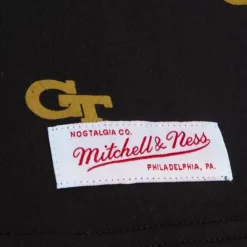 GT
NOSTALGIA CO.
Mitchell & Ness
PHILADELPHIA, PA.